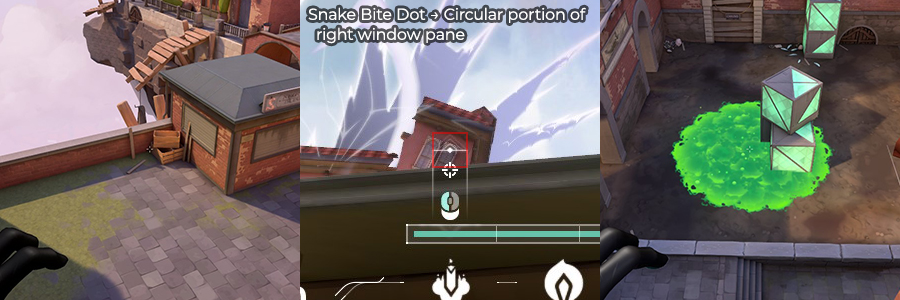 Snake Bite Dot → Circular portion of
right window pane